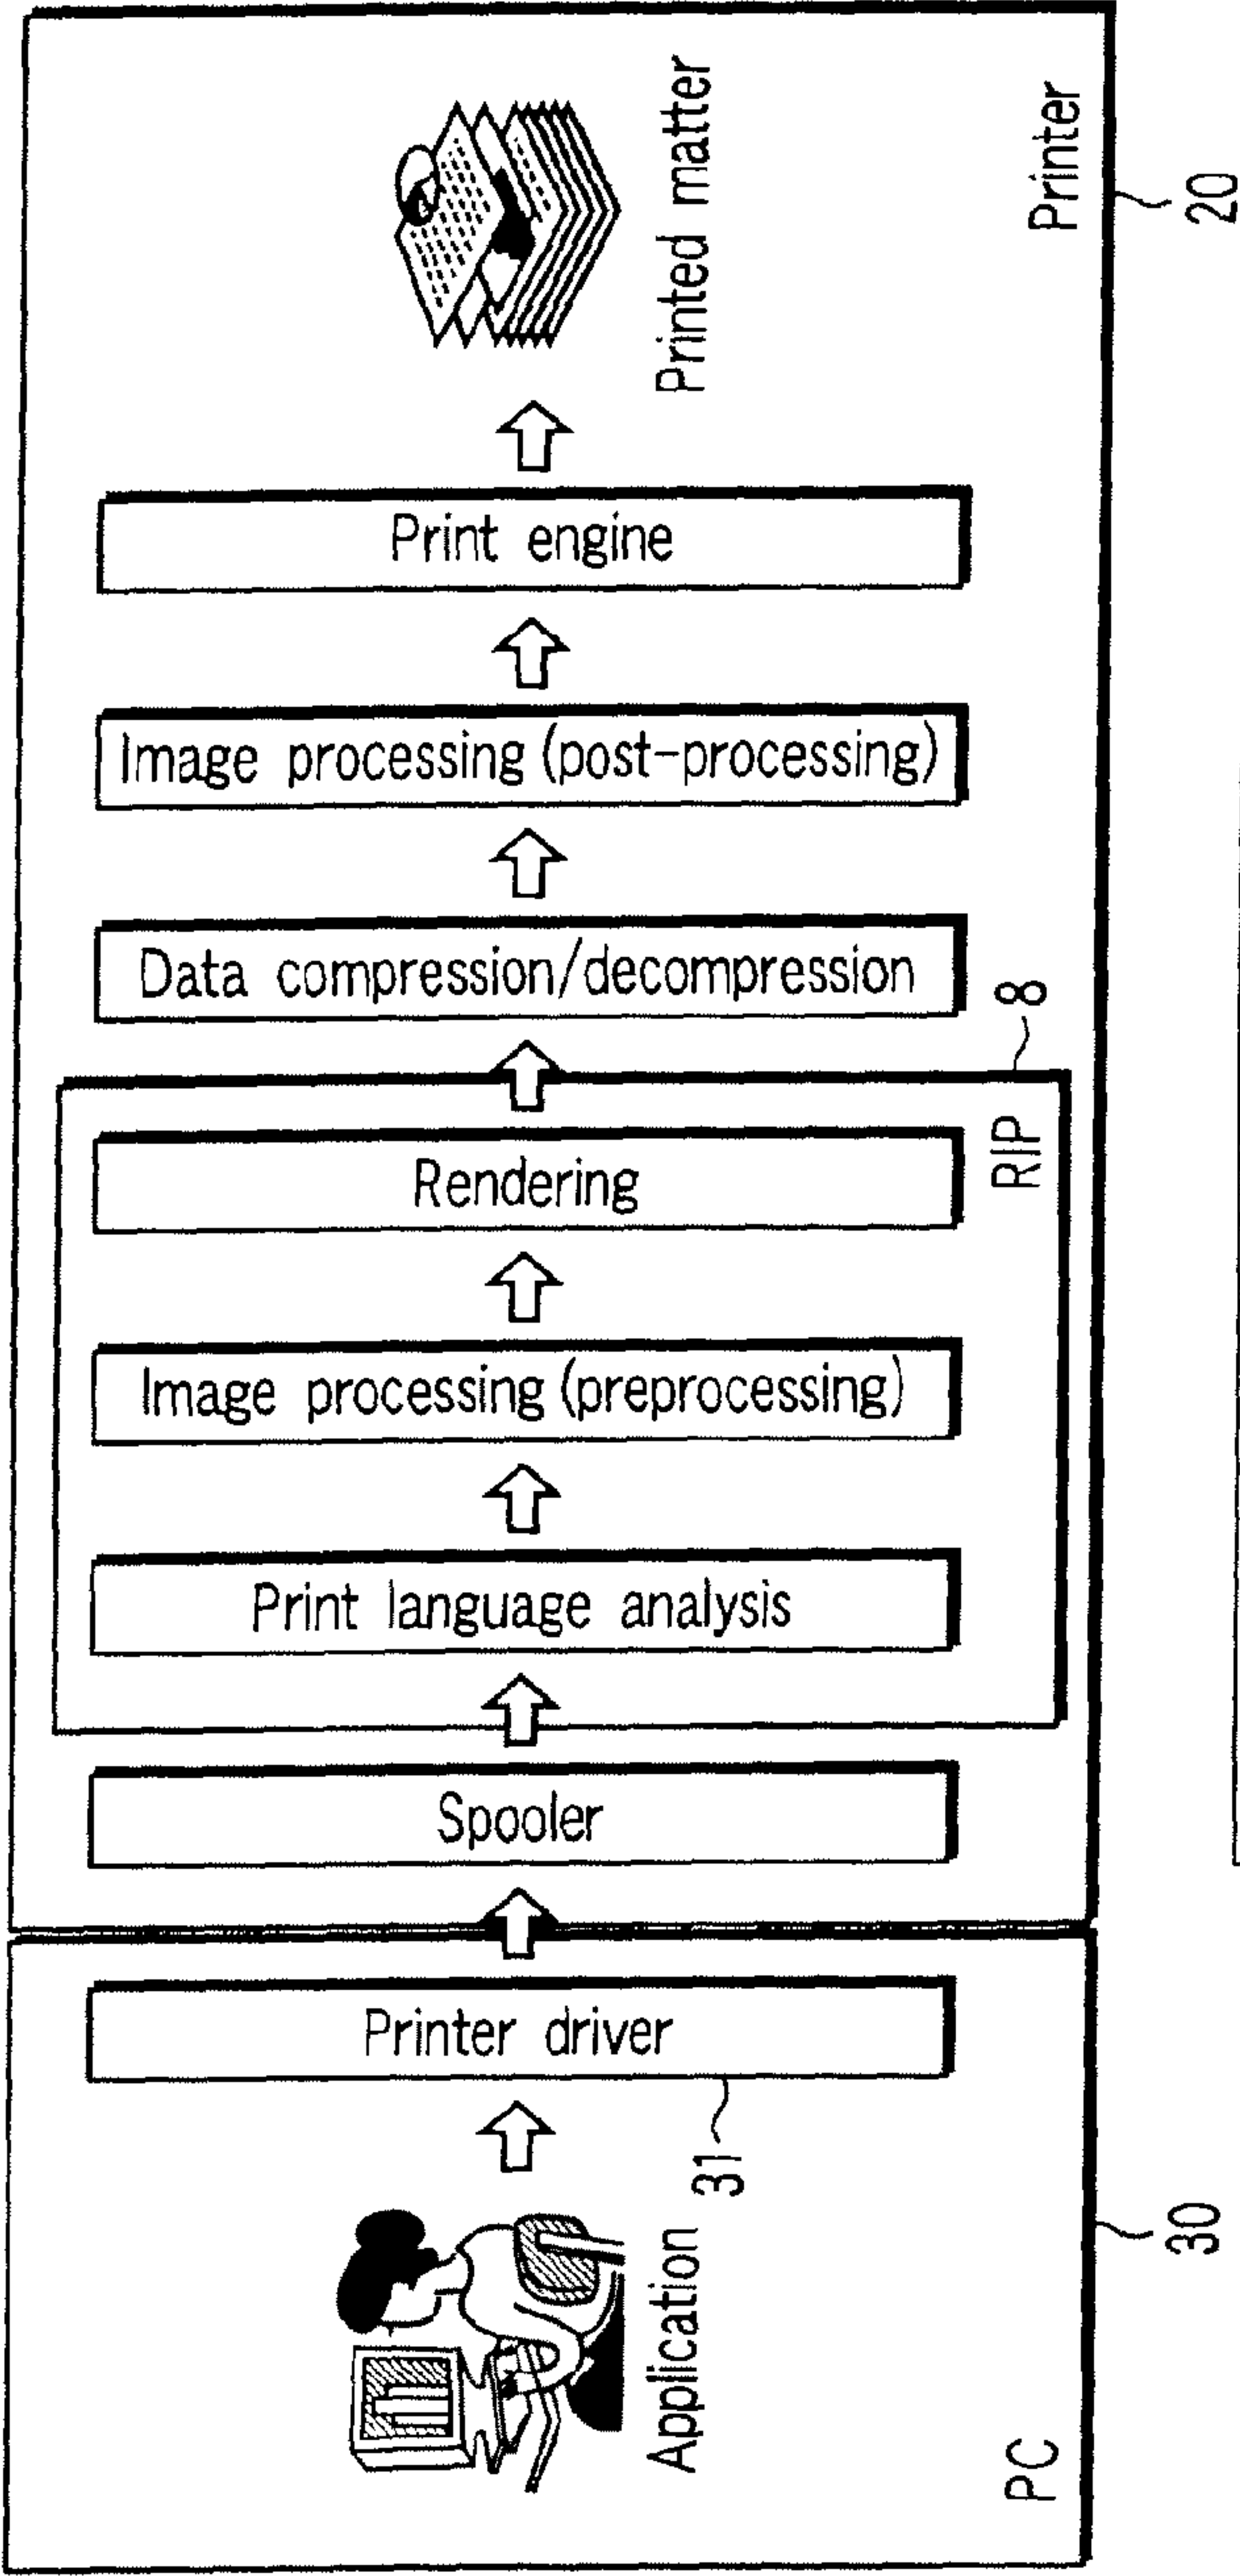 Application
31
Printer driver
PC
30
Spooler
Print language analysis
Image processing (preprocessing)
Rendering
RIP
8
Data compression/decompression
Image processing (post-processing)
Print engine
Printed matter
Printer
20